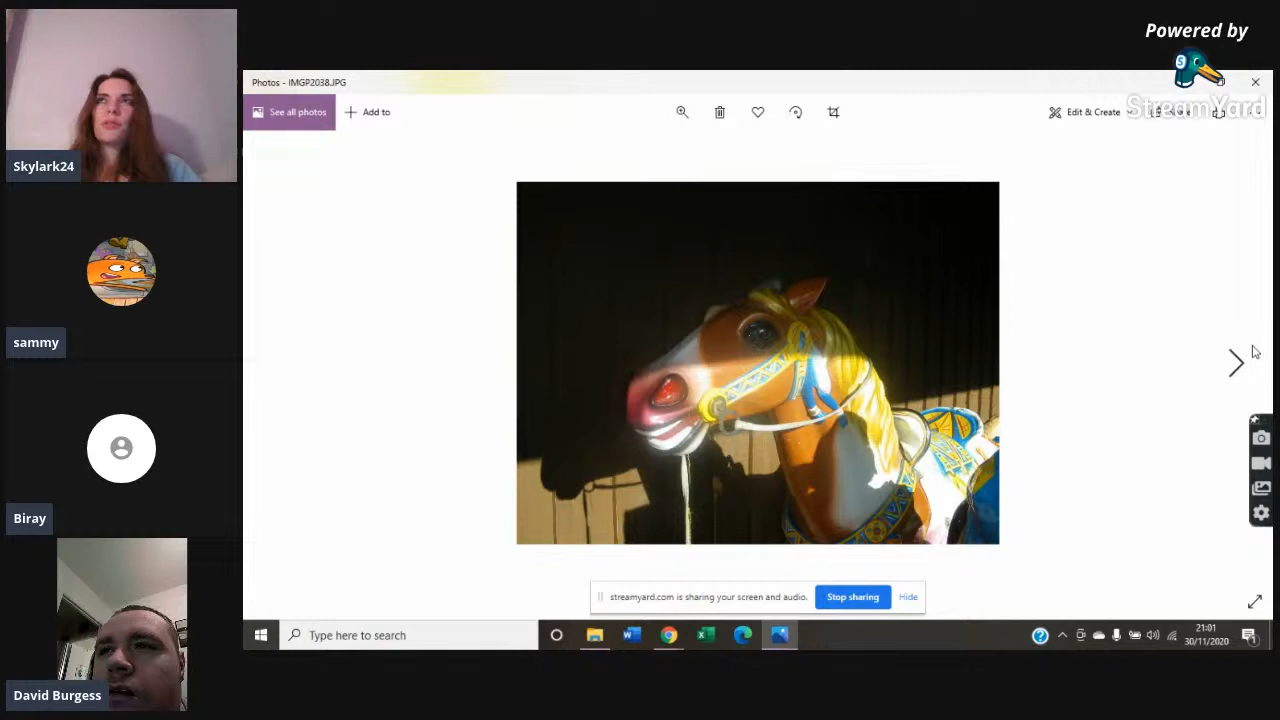 Powered by
StreamYard
Photos - IMGP2038.JPG
See all photos
Add to
Edit & Create
Skylark24
sammy
Biray
David Burgess
streamyard.com is sharing your screen and audio.
Stop sharing
Hide
Type here to search
21:01
30/11/2020